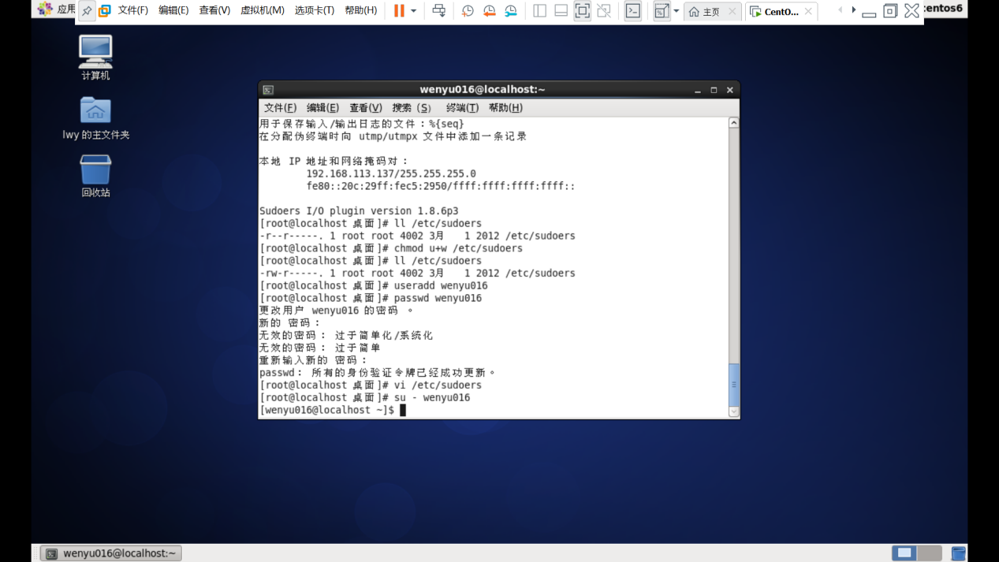 应用 文件(F) 编辑(E) 查看(V) 虚拟机(M) 选项卡(T) 帮助(H) 主页 CentO... centos6
计算机
lwy 的主文件夹
回收站
wenyu016@localhost:~
文件(F) 编辑(E) 查看(V) 搜索 (S) 终端(T) 帮助(H)
用于保存输入/输出日志的文件：%{seq}
在分配伪终端时向 utmp/utmpx 文件中添加一条记录
本地 IP 地址和网络掩码对：
192.168.113.137/255.255.255.0
fe80::20c:29ff:fec5:2950/ffff:ffff:ffff:ffff::
Sudoers I/O plugin version 1.8.6p3
[root@localhost 桌面]# ll /etc/sudoers
-r--r-----. 1 root root 4002 3月   1 2012 /etc/sudoers
[root@localhost 桌面]# chmod u+w /etc/sudoers
[root@localhost 桌面]# ll /etc/sudoers
-rw-r-----. 1 root root 4002 3月   1 2012 /etc/sudoers
[root@localhost 桌面]# useradd wenyu016
[root@localhost 桌面]# passwd wenyu016
更改用户 wenyu016 的密码 。
新的 密码：
无效的密码： 过于简单化/系统化
无效的密码： 过于简单
重新输入新的 密码：
passwd： 所有的身份验证令牌已经成功更新。
[root@localhost 桌面]# vi /etc/sudoers
[root@localhost 桌面]# su - wenyu016
[wenyu016@localhost ~]$
wenyu016@localhost:~